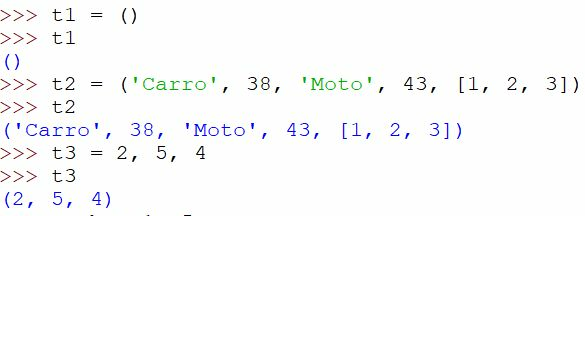 >>> t1 = ()
>>> t1
()
>>> t2 = ('Carro', 38, 'Moto', 43, [1, 2, 3])
>>> t2
('Carro', 38, 'Moto', 43, [1, 2, 3])
>>> t3 = 2, 5, 4
>>> t3
(2, 5, 4)